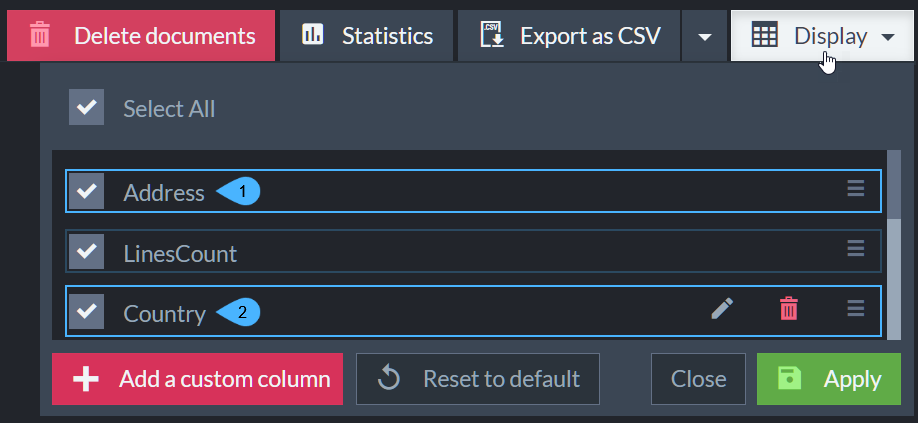 Delete documents Statistics .CSV Export as CSV Display
Select All
Address 1
LinesCount
Country 2
Add a custom column Reset to default Close Apply